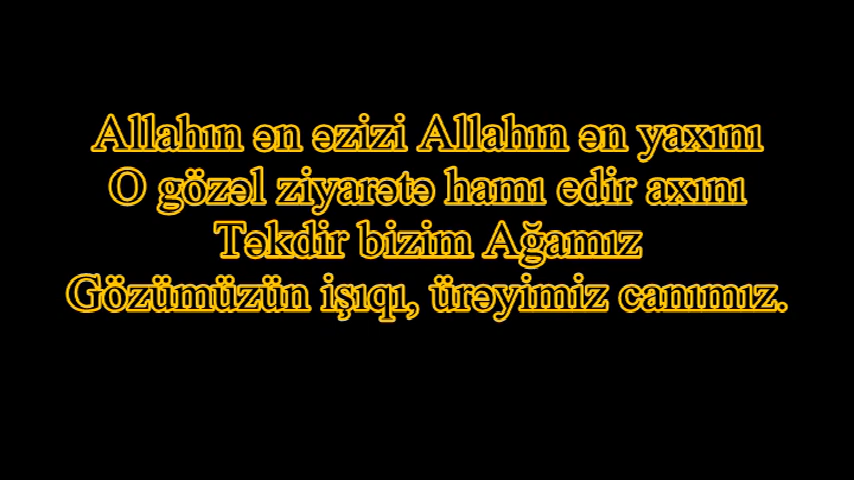 Allahın ən əzizi Allahın ən yaxını
O gözəl ziyarətə hamı edir axını
Təkdir bizim Ağamız
Gözümüzün işıqı, ürəyimiz canımız.